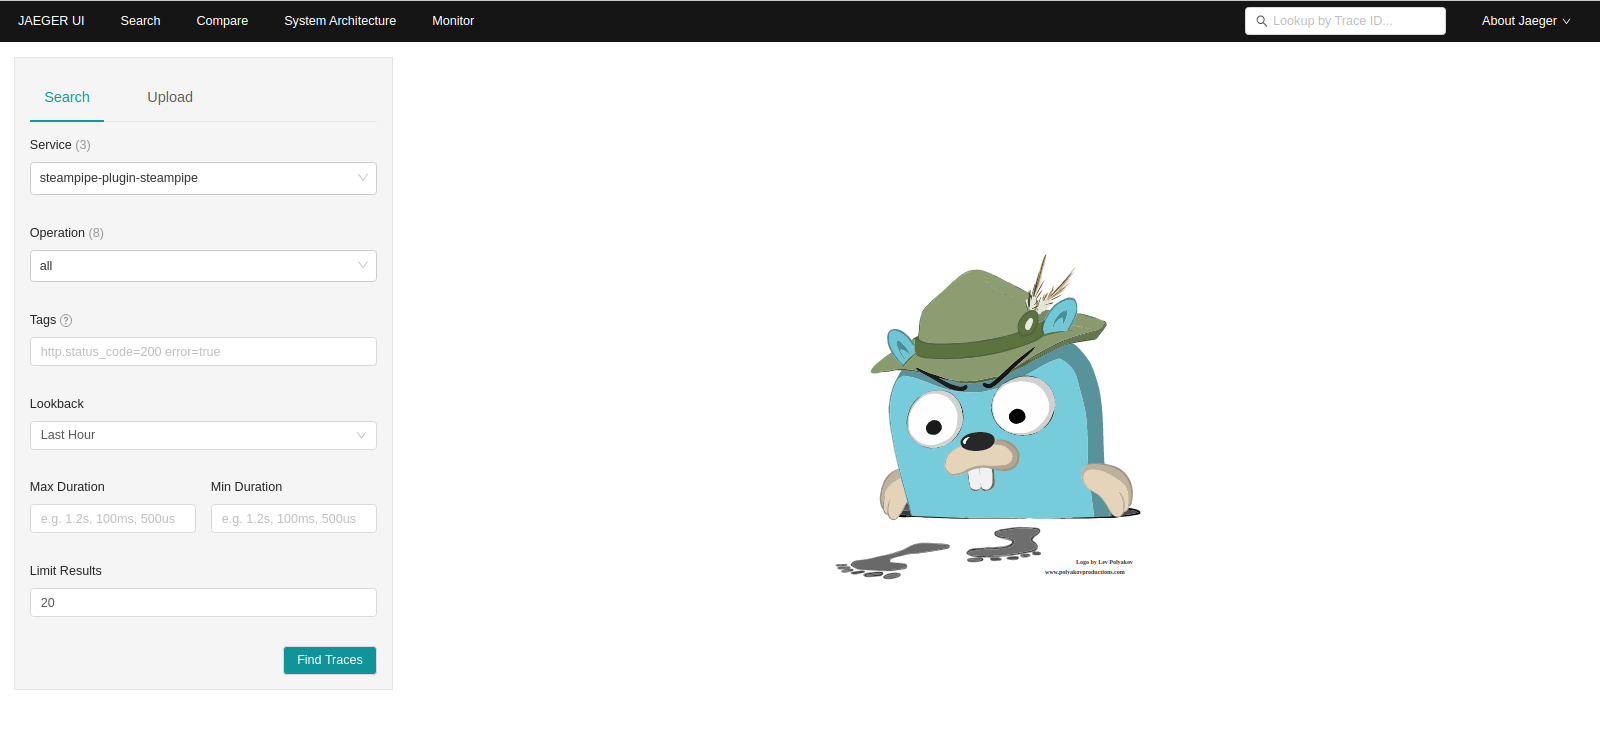 JAEGER UI Search Compare System Architecture Monitor Lookup by Trace ID... About Jaeger
Search Upload
Service (3)
steampipe-plugin-steampipe
Operation (8)
all
Tags ?
http.status_code=200 error=true
Lookback
Last Hour
Max Duration Min Duration
e.g. 1.2s, 100ms, 500us e.g. 1.2s, 100ms, 500us
Limit Results
20
Find Traces
Logo by Lev Polyakov
www.polyakovproductions.com